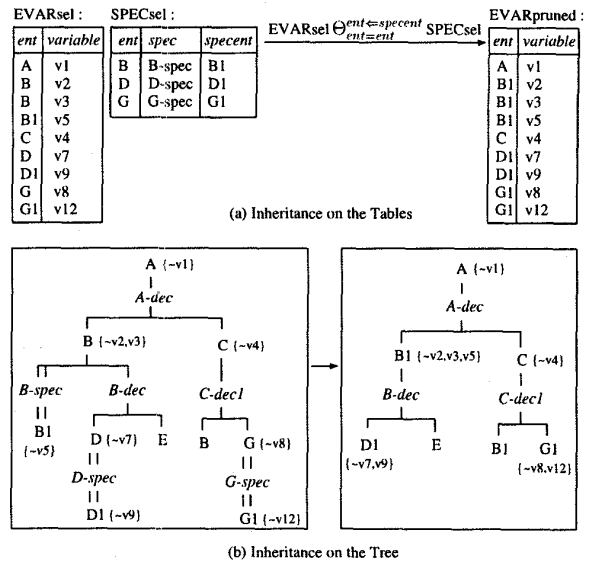 EVARsel : SPECsel : EVARpruned :
EVARsel Θ ent⇐specent ent=ent SPECsel
ent variable ent spec specent ent variable
A v1 B B-spec B1 A v1
B v2 D D-spec D1 B1 v2
B v3 G G-spec G1 B1 v3
B1 v5 B1 v5
C v4 C v4
D v7 D1 v7
D1 v9 D1 v9
G v8 G1 v8
G1 v12 G1 v12
(a) Inheritance on the Tables
A {~v1} A {~v1}
A-dec A-dec
B {~v2,v3} C {~v4} B1 {~v2,v3,v5} C {~v4}
B-spec B-dec C-dec1 B-dec C-dec1
B1 D {~v7} E B G {~v8} D1 E B1 G1
{~v5} {~v7,v9} {~v8,v12}
D-spec G-spec
D1 {~v9} G1 {~v12}
(b) Inheritance on the Tree